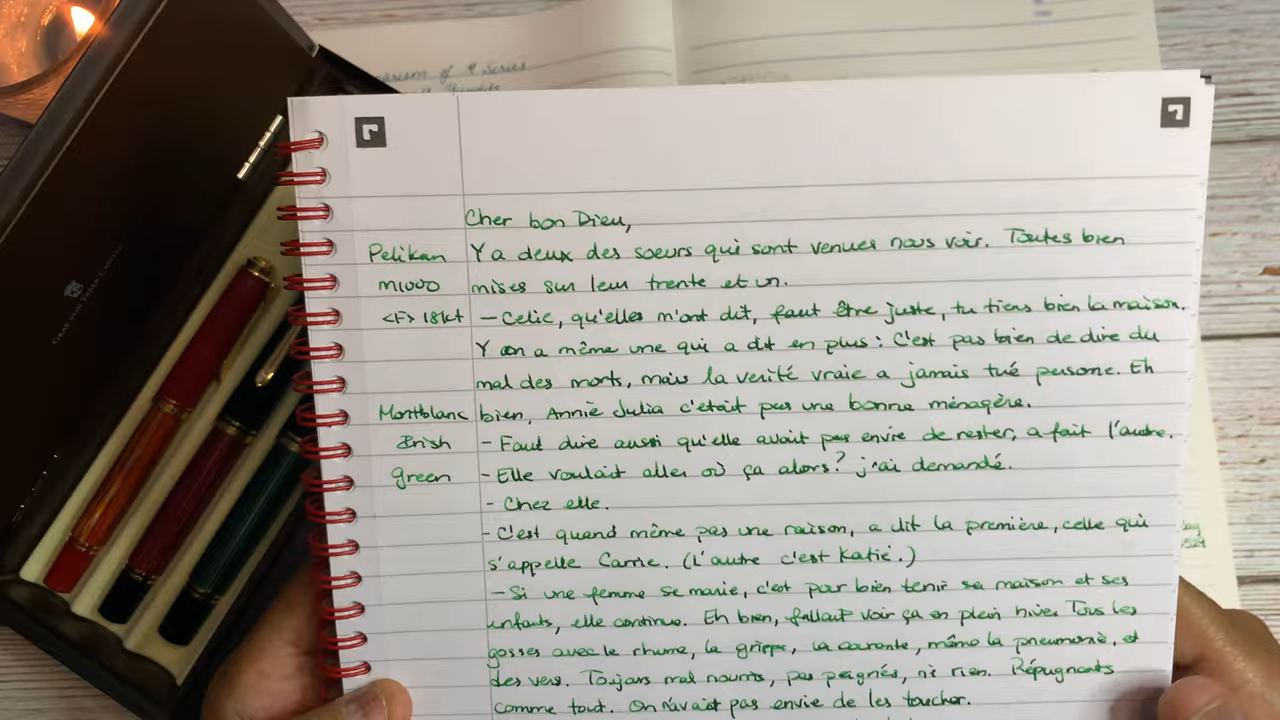 Cher bon Dieu,
Pelikan Y a deux des soeurs qui sont venues nous voir. Toutes bien
m1000 mises sur leur trente et un.
<F> 18kt — Celie, qu'elles m'ont dit, faut être juste, tu tiens bien la maison.
Y en a même une qui a dit en plus : C'est pas bien de dire du
mal des morts, mais la verité vraie a jamais tué persone. Eh
Montblanc bien, Annie Julia c'etait pas une bonne ménagère.
Irish - Faut dire aussi qu'elle avait pas envie de rester, a fait l'autre.
green - Elle voulait aller où ça alors? j'ai demandé.
- Chez elle.
- C'est quand même pas une raison, a dit la première, celle qui
s'appelle Carrie. (L'autre c'est Katie.)
— Si une femme se marie, c'est pour bien tenir sa maison et ses
enfants, elle continue. Eh bien, fallait voir ça en plein hiver. Tous les
gosses avec le rhume, la grippe, la courante, même la pneumonie, et
des vers. Toujours mal nourris, pas peignés, ni rien. Répugnants
comme tout. On n'avait pas envie de les toucher.
arism of 4 Series